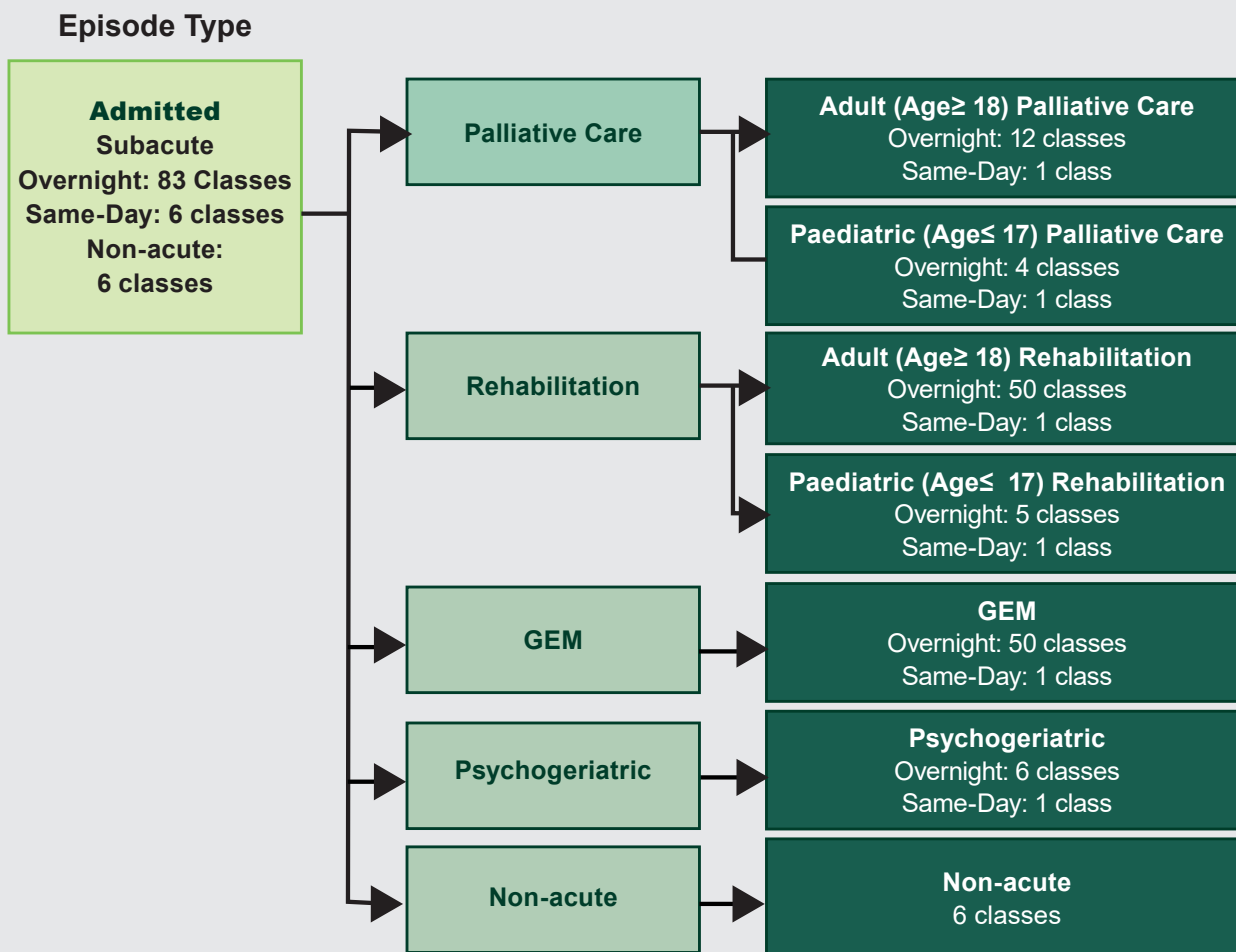 Episode Type
Admitted
Subacute
Overnight: 83 Classes
Same-Day: 6 classes
Non-acute:
6 classes
Palliative Care
Adult (Age≥ 18) Palliative Care
Overnight: 12 classes
Same-Day: 1 class
Paediatric (Age≤ 17) Palliative Care
Overnight: 4 classes
Same-Day: 1 class
Rehabilitation
Adult (Age≥ 18) Rehabilitation
Overnight: 50 classes
Same-Day: 1 class
Paediatric (Age≤  17) Rehabilitation
Overnight: 5 classes
Same-Day: 1 class
GEM
GEM
Overnight: 50 classes
Same-Day: 1 class
Psychogeriatric
Psychogeriatric
Overnight: 6 classes
Same-Day: 1 class
Non-acute
Non-acute
6 classes